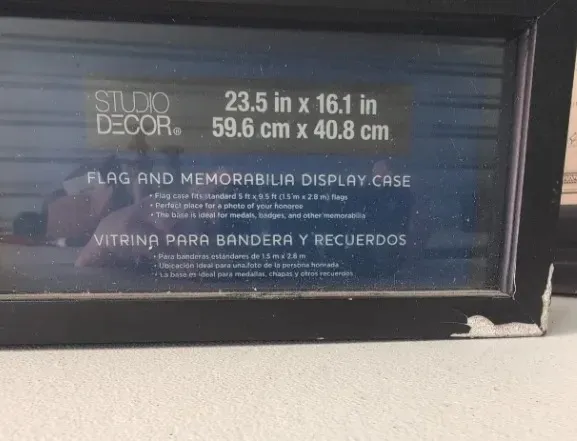 STUDIO
DECOR®
23.5 in x 16.1 in
59.6 cm x 40.8 cm
FLAG AND MEMORABILIA DISPLAY CASE
• Flag case fits standard 5 ft x 9.5 ft (1.5 m x 2.8 m) flags
• Perfect place for a photo of your honoree
• The base is ideal for medals, badges, and other memorabilia
VITRINA PARA BANDERA Y RECUERDOS
• Para banderas estándares de 1.5 m x 2.8 m
• Ubicación ideal para una foto de la persona honrada
• La base es ideal para medallas, chapas y otros recuerdos